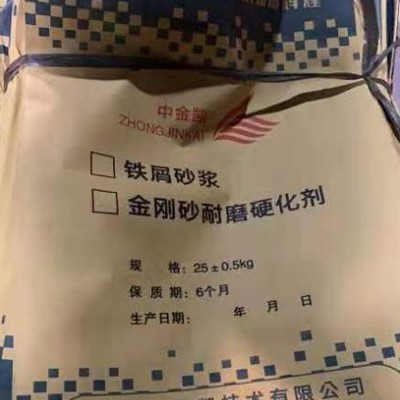 中金凯
ZHONGJINKAI
铁屑砂浆
金刚砂耐磨硬化剂
规 格：25±0.5kg
保 质 期：6个月
生产日期： 年 月 日
技术有限